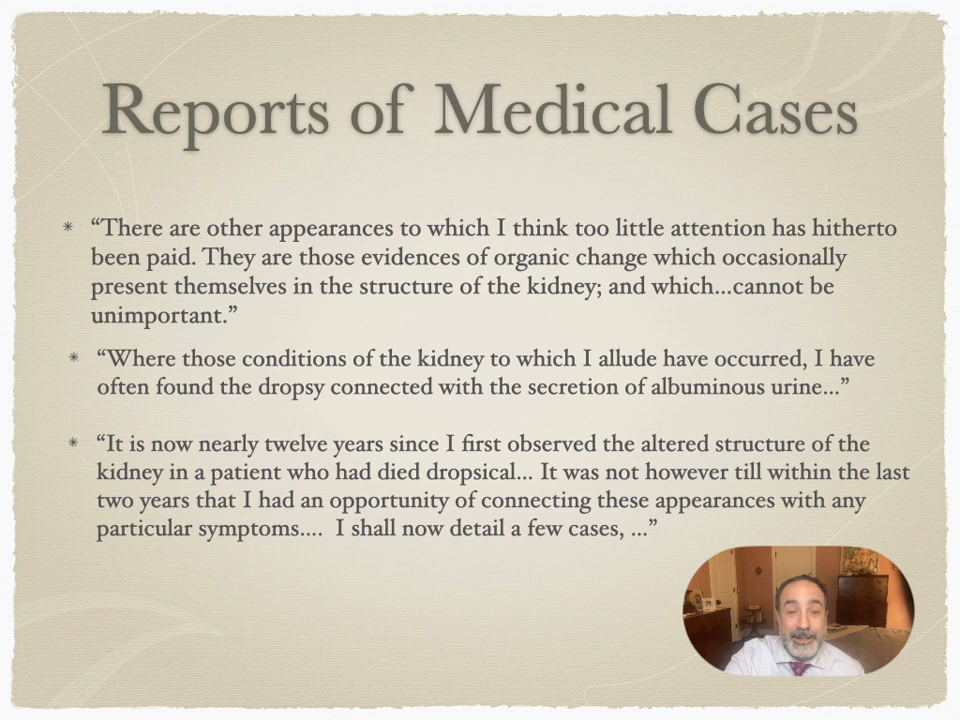 Reports of Medical Cases
“There are other appearances to which I think too little attention has hitherto
been paid. They are those evidences of organic change which occasionally
present themselves in the structure of the kidney; and which...cannot be
unimportant.”
“Where those conditions of the kidney to which I allude have occurred, I have
often found the dropsy connected with the secretion of albuminous urine...”
“It is now nearly twelve years since I first observed the altered structure of the
kidney in a patient who had died dropsical... It was not however till within the last
two years that I had an opportunity of connecting these appearances with any
particular symptoms.... I shall now detail a few cases, ...”